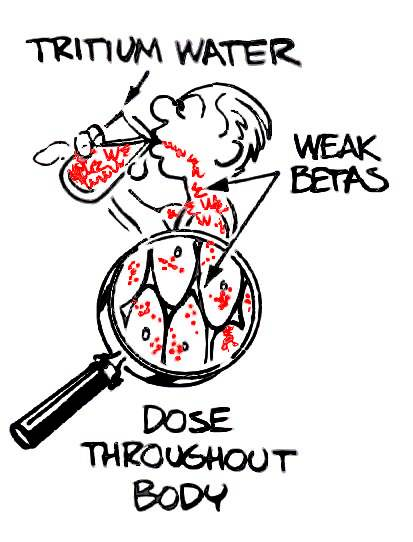 TRITIUM WATER
WEAK
BETAS
DOSE
THROUGHOUT
BODY